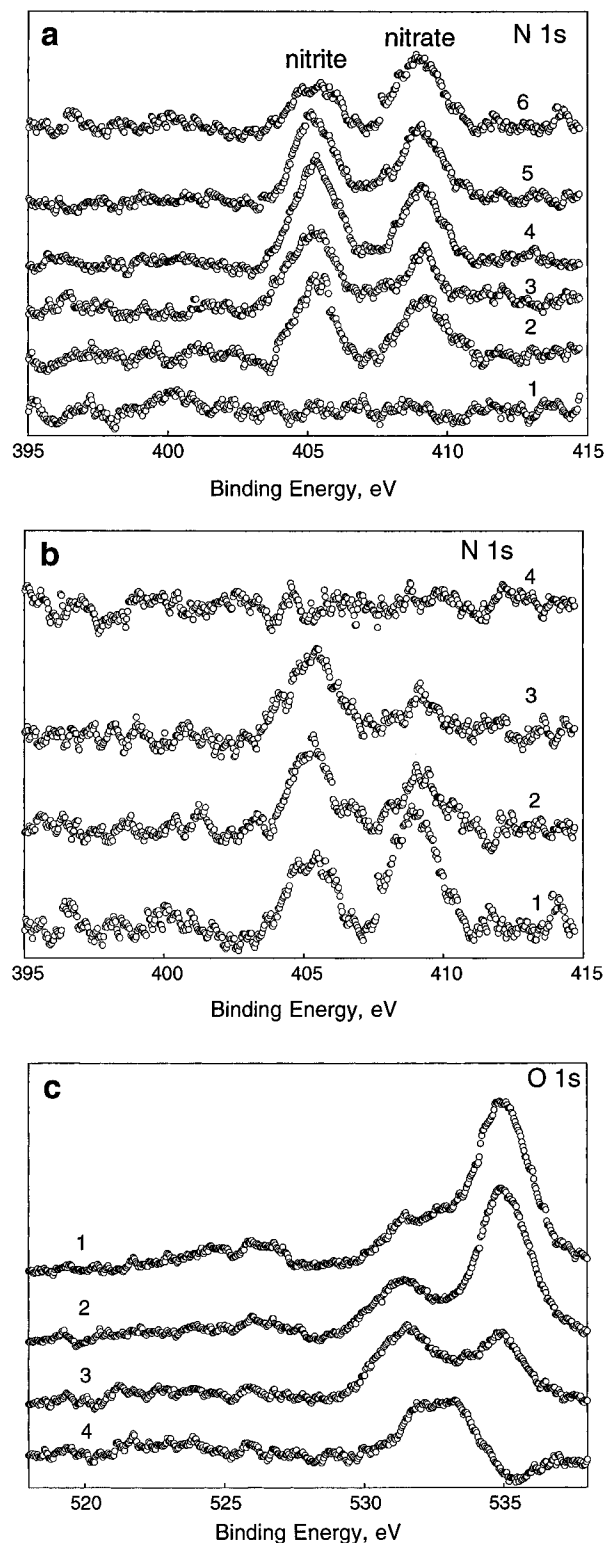 a
N 1s
nitrite
nitrate
6
5
4
3
2
1
395 400 405 410 415
Binding Energy, eV
b
N 1s
4
3
2
1
395 400 405 410 415
Binding Energy, eV
c
O 1s
1
2
3
4
520 525 530 535
Binding Energy, eV